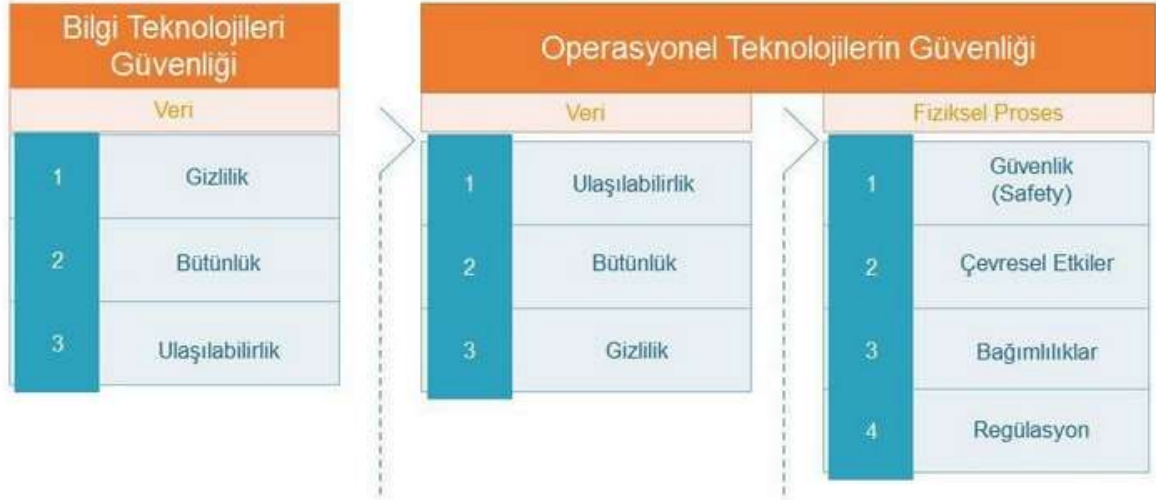 Bilgi Teknolojileri
Güvenliği
Veri
1 Gizlilik
2 Bütünlük
3 Ulaşılabilirlik
Operasyonel Teknolojilerin Güvenliği
Veri
1 Ulaşılabilirlik
2 Bütünlük
3 Gizlilik
Fiziksel Proses
1 Güvenlik
(Safety)
2 Çevresel Etkiler
3 Bağımlılıklar
4 Regülasyon